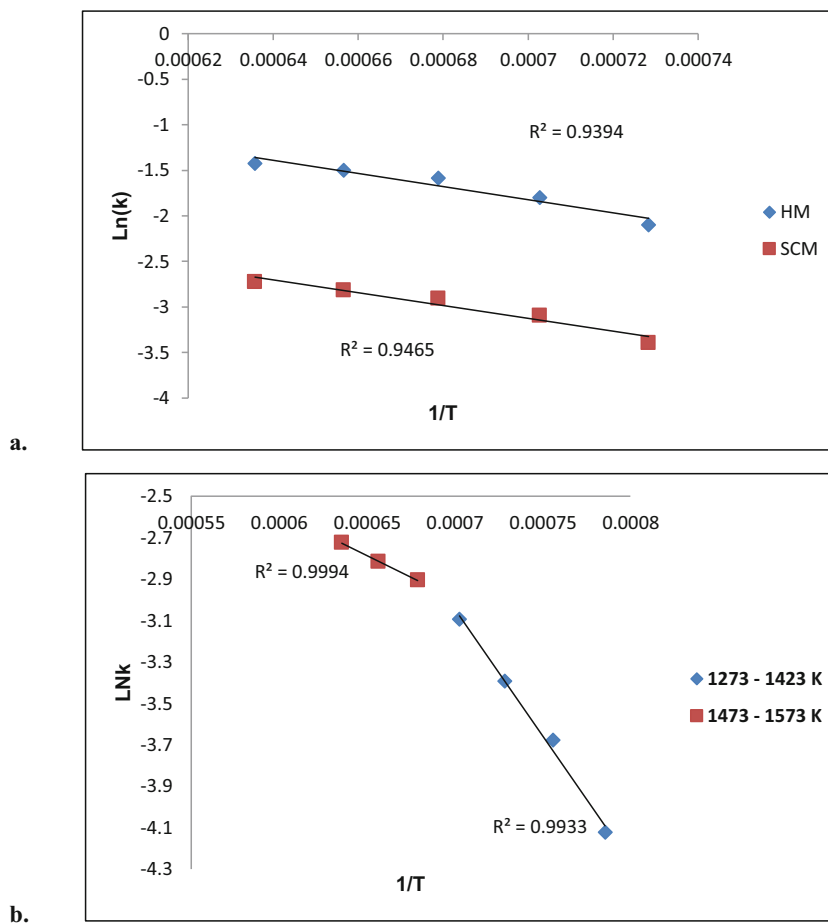 0
0.00062 0.00064 0.00066 0.00068 0.0007 0.00072 0.00074
-0.5
-1
R² = 0.9394
-1.5
Ln(k)
-2
HM
SCM
-2.5
-3
R² = 0.9465
-3.5
-4
1/T
a.
-2.5
0.00055 0.0006 0.00065 0.0007 0.00075 0.0008
-2.7
R² = 0.9994
-2.9
-3.1
-3.3
LNk
1273 - 1423 K
-3.5
1473 - 1573 K
-3.7
-3.9
R² = 0.9933
-4.1
-4.3
1/T
b.